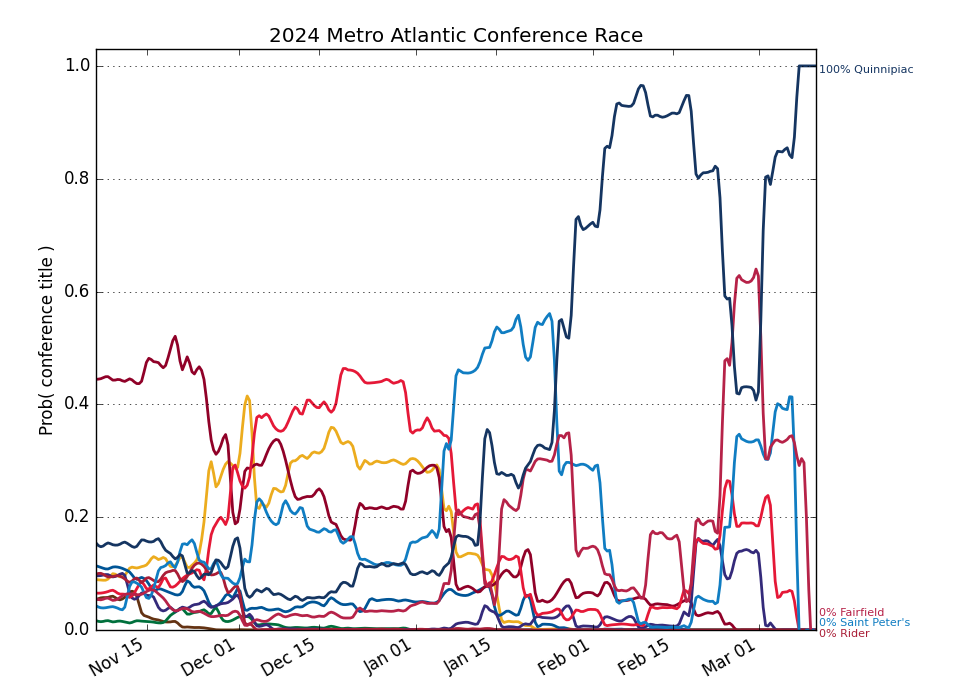 2024 Metro Atlantic Conference Race
Prob( conference title )
1.0
0.8
0.6
0.4
0.2
0.0
Nov 15
Dec 01
Dec 15
Jan 01
Jan 15
Feb 01
Feb 15
Mar 01
100% Quinnipiac
0% Fairfield
0% Saint Peter's
0% Rider